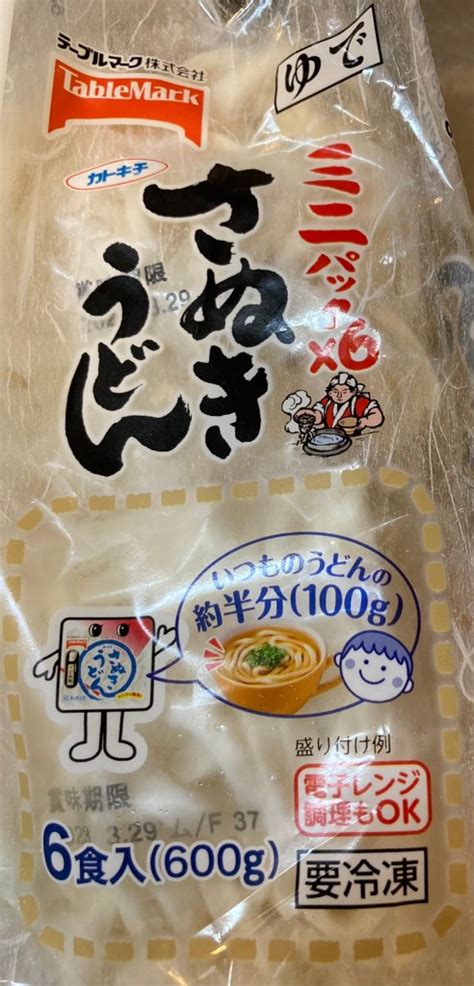 テーブルマーク株式会社
TableMark
ゆで
カトキチ
ミニパック×6
さぬき
うどん
期限
3.29
いつものうどんの
約半分(100g)
さぬき
うどん
盛り付け例
電子レンジ
調理もOK
賞味期限
3.29 ム/F 37
6食入(600g)
要冷凍